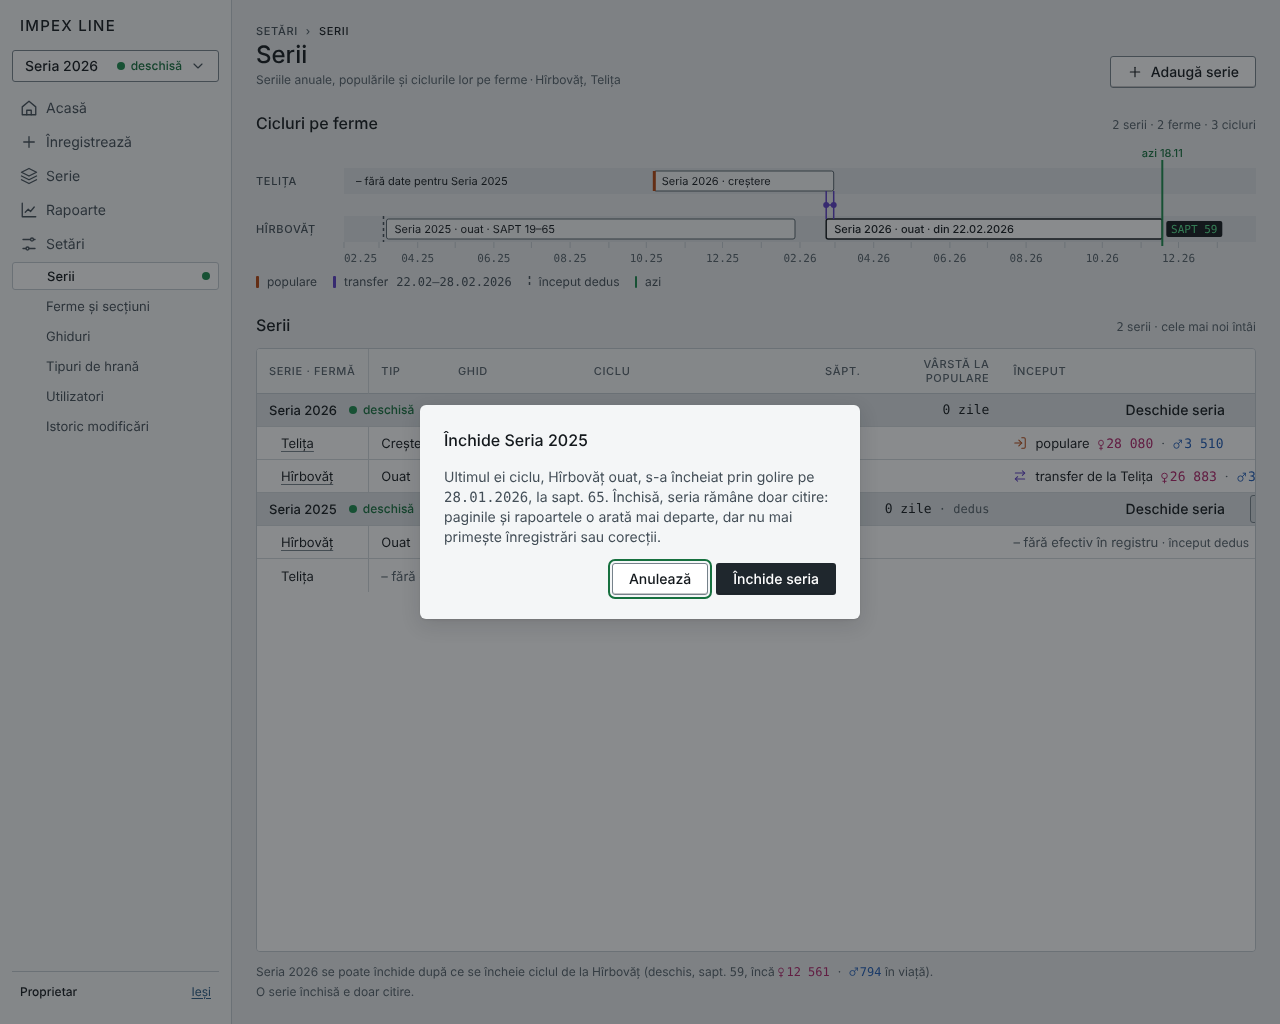 IMPEX LINE
Seria 2026 deschisă
Acasă
Înregistrează
Serie
Rapoarte
Setări
Serii
Ferme și secțiuni
Ghiduri
Tipuri de hrană
Utilizatori
Istoric modificări
Proprietar Ieși
SETĂRI › SERII
Serii
Seriile anuale, populările și ciclurile lor pe ferme · Hîrbovăț, Telița
Adaugă serie
Cicluri pe ferme
2 serii · 2 ferme · 3 cicluri
azi 18.11
TELIȚA – fără date pentru Seria 2025 Seria 2026 · creștere
HÎRBOVĂȚ Seria 2025 · ouat · SAPT 19–65 Seria 2026 · ouat · din 22.02.2026 SAPT 59
02.25 04.25 06.25 08.25 10.25 12.25 02.26 04.26 06.26 08.26 10.26 12.26
populare transfer 22.02–28.02.2026 început dedus azi
Serii
2 serii · cele mai noi întâi
SERIE · FERMĂ TIP GHID CICLU SĂPT. VÂRSTĂ LA POPULARE ÎNCEPUT
Seria 2026 deschisă 0 zile Deschide seria
Telița Crește populare ♀28 080 · ♂3 510
Hîrbovăț Ouat transfer de la Telița ♀26 883 · ♂3
Seria 2025 deschisă 0 zile · dedus Deschide seria
Hîrbovăț Ouat – fără efectiv în registru · început dedus
Telița – fără
Închide Seria 2025
Ultimul ei ciclu, Hîrbovăț ouat, s-a încheiat prin golire pe
28.01.2026, la sapt. 65. Închisă, seria rămâne doar citire:
paginile și rapoartele o arată mai departe, dar nu mai
primește înregistrări sau corecții.
Anulează Închide seria
Seria 2026 se poate închide după ce se încheie ciclul de la Hîrbovăț (deschis, sapt. 59, încă ♀12 561 · ♂794 în viață).
O serie închisă e doar citire.